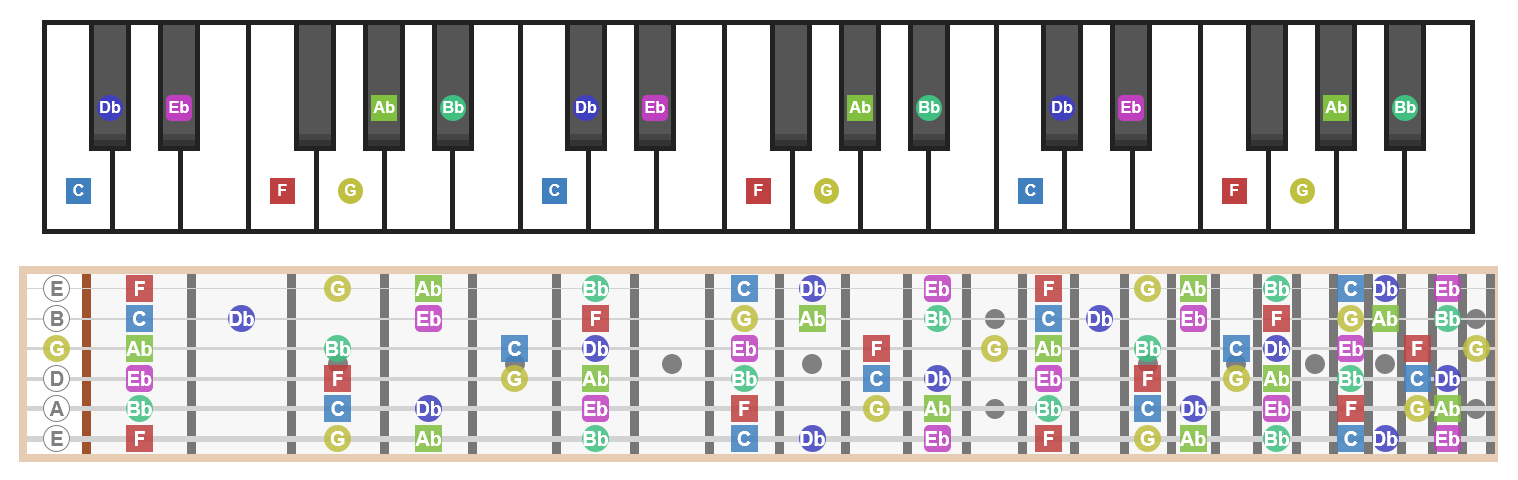 Db Eb Ab Bb Db Eb Ab Bb Db Eb Ab Bb
C F G C F G C F G
E F G Ab Bb C Db Eb F G Ab Bb C Db Eb
B C Db Eb F G Ab Bb C Db Eb F G Ab Bb
G Ab Bb C Db Eb F G Ab Bb C Db Eb F G
D Eb F G Ab Bb C Db Eb F G Ab Bb C Db
A Bb C Db Eb F G Ab Bb C Db Eb F G Ab
E F G Ab Bb C Db Eb F G Ab Bb C Db Eb